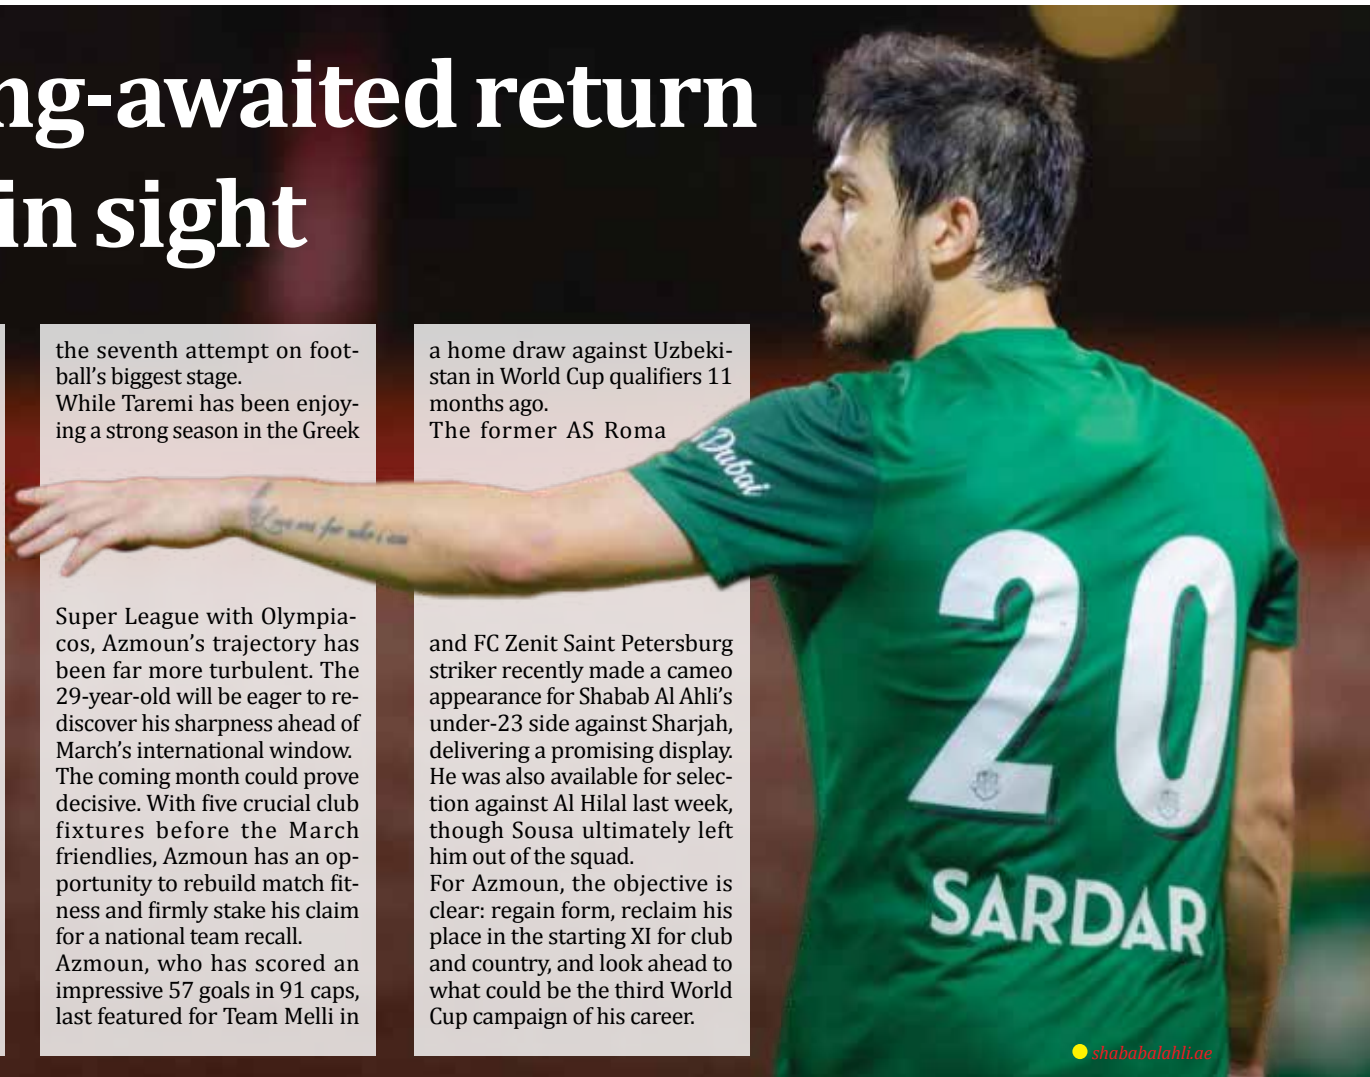 ng-awaited return
in sight
the seventh attempt on foot-
ball's biggest stage.
While Taremi has been enjoy-
ing a strong season in the Greek
Super League with Olympia-
cos, Azmoun's trajectory has
been far more turbulent. The
29-year-old will be eager to re-
discover his sharpness ahead of
March's international window.
The coming month could prove
decisive. With five crucial club
fixtures before the March
friendlies, Azmoun has an op-
portunity to rebuild match fit-
ness and firmly stake his claim
for a national team recall.
Azmoun, who has scored an
impressive 57 goals in 91 caps,
last featured for Team Melli in
a home draw against Uzbeki-
stan in World Cup qualifiers 11
months ago.
The former AS Roma
and FC Zenit Saint Petersburg
striker recently made a cameo
appearance for Shabab Al Ahli's
under-23 side against Sharjah,
delivering a promising display.
He was also available for selec-
tion against Al Hilal last week,
though Sousa ultimately left
him out of the squad.
For Azmoun, the objective is
clear: regain form, reclaim his
place in the starting XI for club
and country, and look ahead to
what could be the third World
Cup campaign of his career.
Dubai
Love me for who i am
20
SARDAR
shababalahli.ae